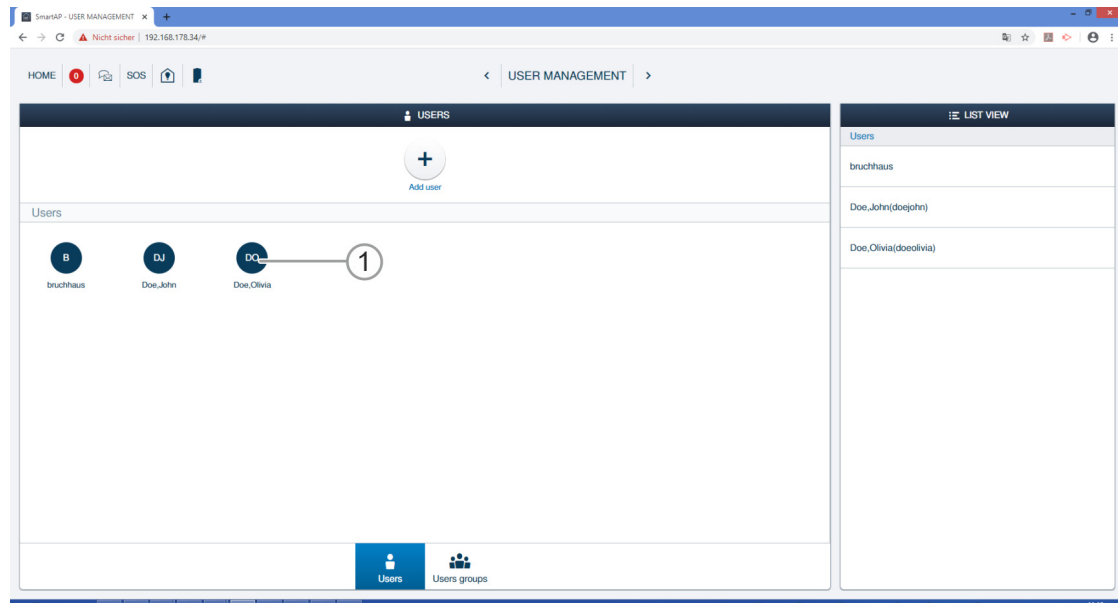 SmartAP - USER MANAGEMENT
Nicht sicher | 192.168.178.34/#
HOME 0 SOS
< USER MANAGEMENT >
USERS
+
Add user
Users
B DJ DO 1
bruchhaus Doe,John Doe,Olivia
Users Users groups
LIST VIEW
Users
bruchhaus
Doe,John(doejohn)
Doe,Olivia(doeolivia)